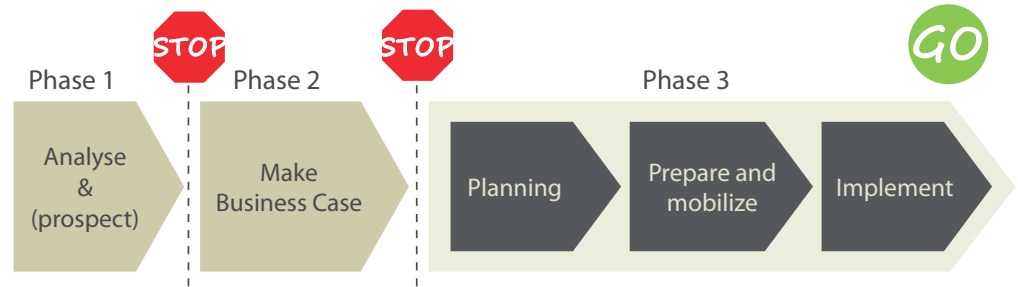 STOP
STOP
GO
Phase 1
Phase 2
Phase 3
Analyse
&
(prospect)
Make
Business Case
Planning
Prepare and
mobilize
Implement